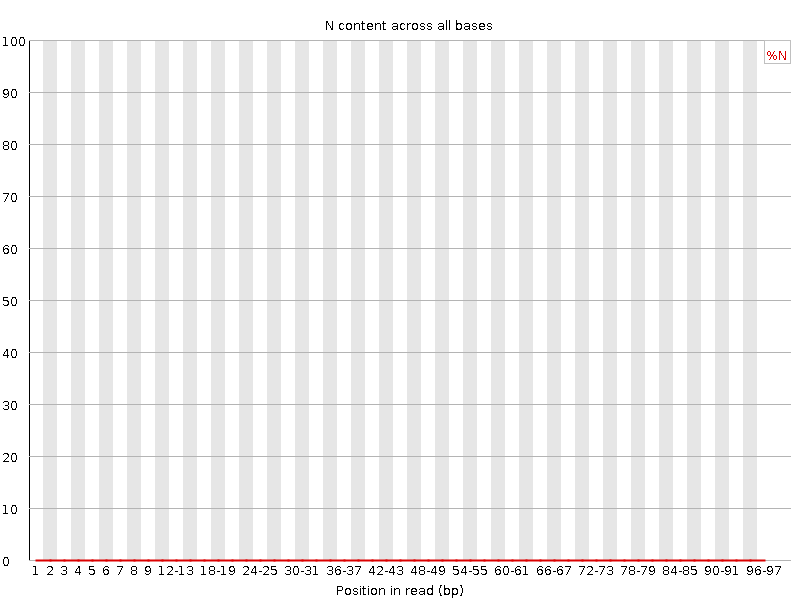 N content across all bases
%N
100
90
80
70
60
50
40
30
20
10
0
1 2 3 4 5 6 7 8 9 12-13 18-19 24-25 30-31 36-37 42-43 48-49 54-55 60-61 66-67 72-73 78-79 84-85 90-91 96-97
Position in read (bp)